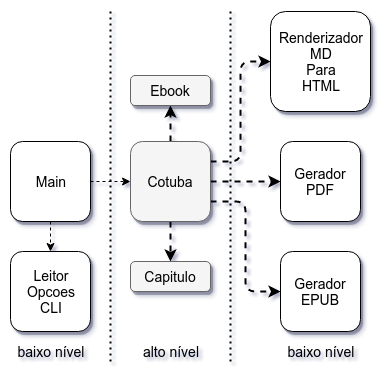 Renderizador
MD
Para
HTML
Ebook
Main
Cotuba
Gerador
PDF
Leitor
Opcoes
CLI
Capitulo
Gerador
EPUB
baixo nível
alto nível
baixo nível